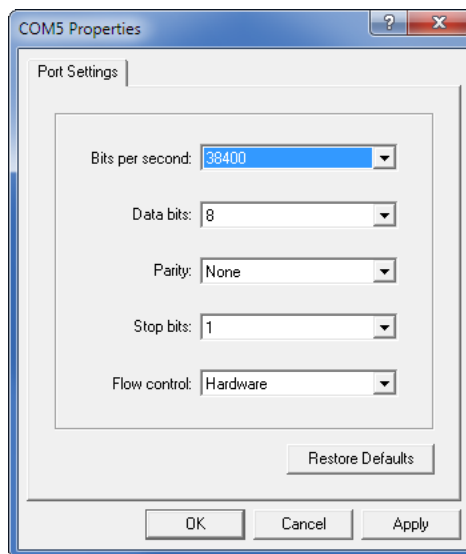 COM5 Properties
Port Settings
Bits per second: 38400
Data bits: 8
Parity: None
Stop bits: 1
Flow control: Hardware
Restore Defaults
OK Cancel Apply